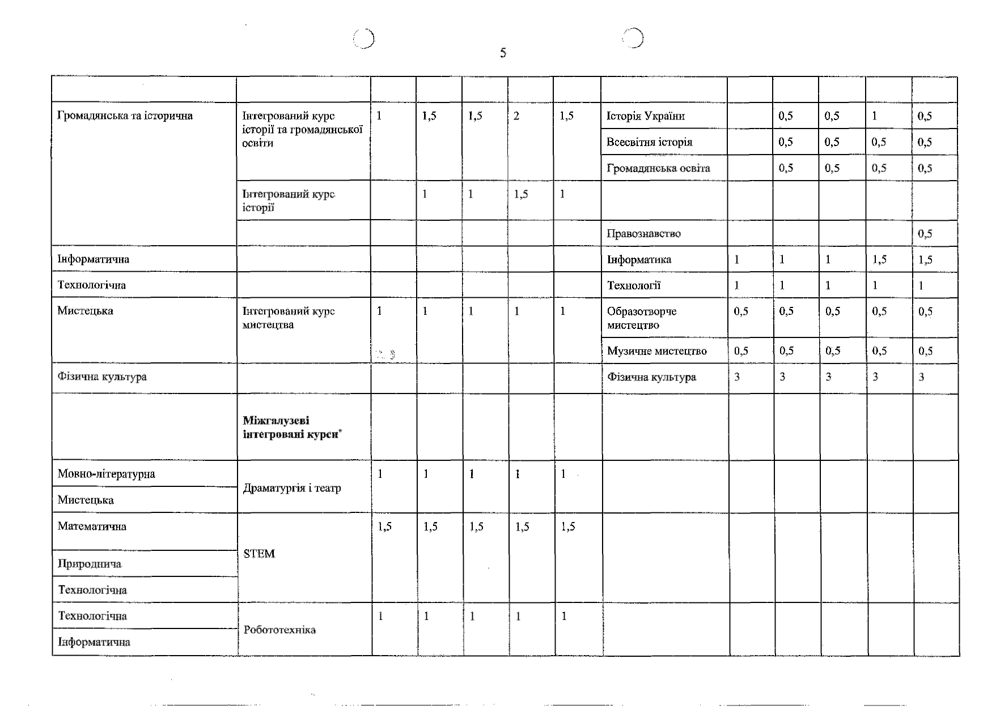 5
Громадянська та історична
Інтегрований курс
історії та громадянської
освіти
1 1,5 1,5 2 1,5
Історія України 0,5 0,5 1 0,5
Всесвітня історія 0,5 0,5 0,5 0,5
Громадянська освіта 0,5 0,5 0,5 0,5
Інтегрований курс
історії
1 1 1,5 1
Правознавство 0,5
Інформатична Інформатика 1 1 1 1,5 1,5
Технологічна Технології 1 1 1 1 1
Мистецька
Інтегрований курс
мистецтва
1 1 1 1 1
Образотворче
мистецтво
0,5 0,5 0,5 0,5 0,5
Музичне мистецтво 0,5 0,5 0,5 0,5 0,5
Фізична культура Фізична культура 3 3 3 3 3
Міжгалузеві
інтегровані курси*
Мовно-літературна
Мистецька
Драматургія і театр
1 1 1 1 1
Математична
Природнича
Технологічна
STEM
1,5 1,5 1,5 1,5 1,5
Технологічна
Інформатична
Робототехніка
1 1 1 1 1